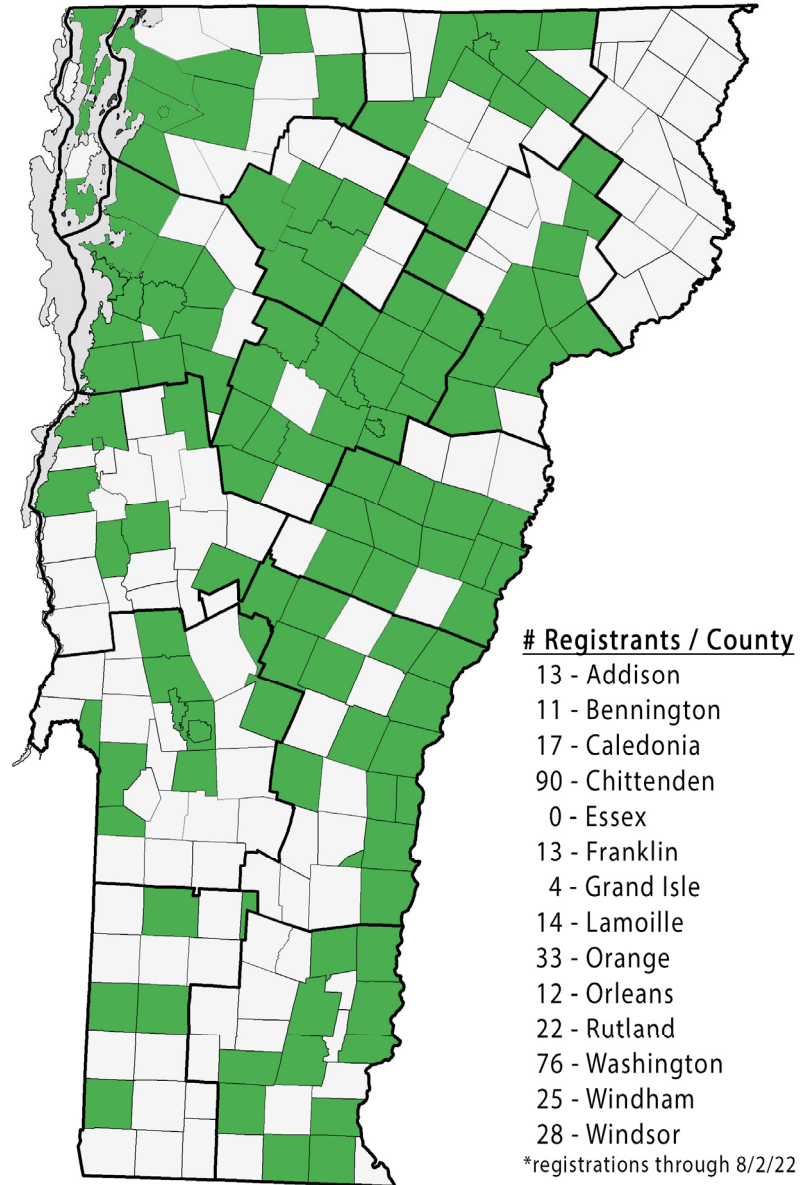 # Registrants / County
13 - Addison
11 - Bennington
17 - Caledonia
90 - Chittenden
0 - Essex
13 - Franklin
4 - Grand Isle
14 - Lamoille
33 - Orange
12 - Orleans
22 - Rutland
76 - Washington
25 - Windham
28 - Windsor
*registrations through 8/2/22